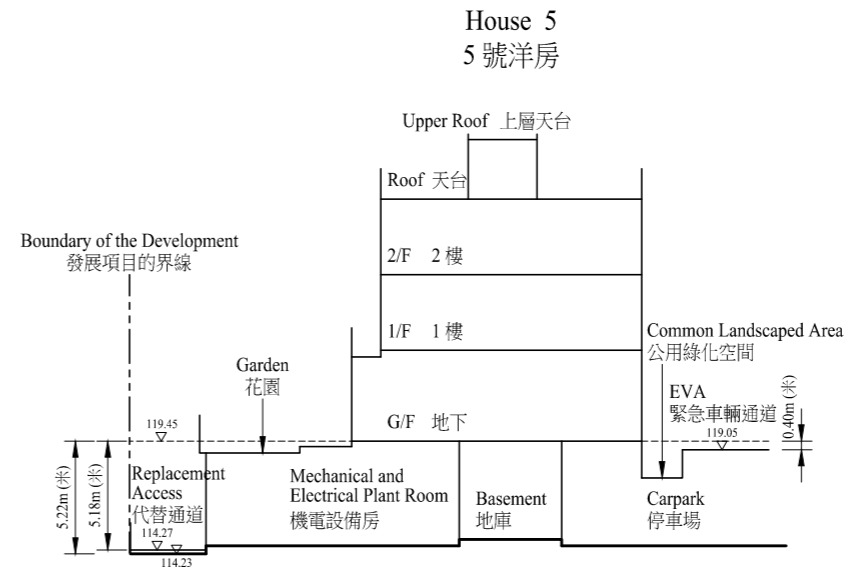 House 5
5 號洋房
Upper Roof 上層天台
Roof 天台
Boundary of the Development
發展項目的界線
2/F 2 樓
1/F 1 樓
Common Landscaped Area
公用綠化空間
Garden
花園
EVA
緊急車輛通道
G/F 地下
119.45
119.05
0.40m (米)
5.22m (米)
5.18m (米)
Replacement
Access
代替通道
Mechanical and
Electrical Plant Room
機電設備房
Basement
地庫
Carpark
停車場
114.27
114.23